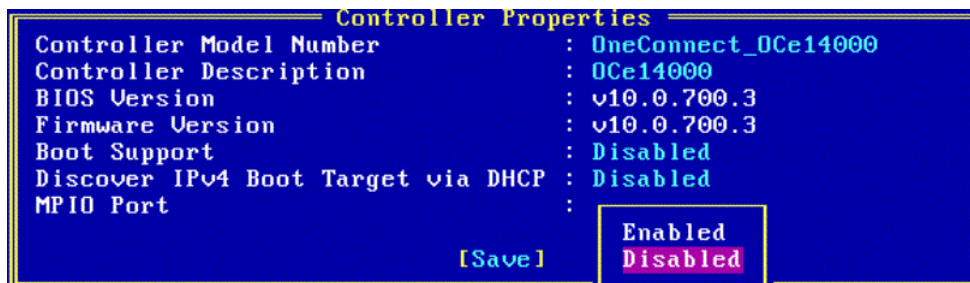 Controller Properties
Controller Model Number : OneConnect_OCe14000
Controller Description : OCe14000
BIOS Version : v10.0.700.3
Firmware Version : v10.0.700.3
Boot Support : Disabled
Discover IPv4 Boot Target via DHCP : Disabled
MPIO Port :
Enabled
[Save] Disabled